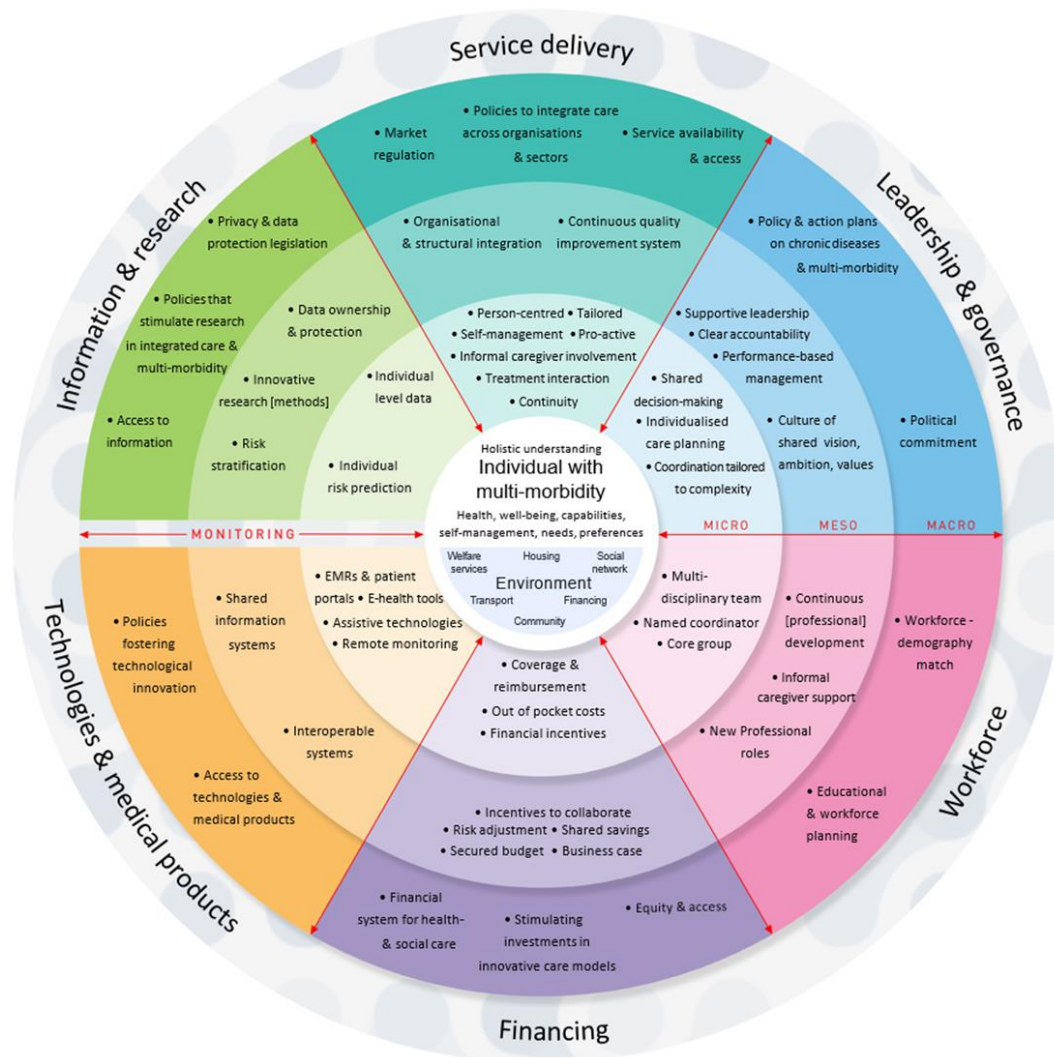 Service delivery
• Policies to integrate care
across organisations
& sectors
• Market
regulation
• Service availability
& access
• Organisational
& structural integration
• Continuous quality
improvement system
• Person-centred • Tailored
• Self-management • Pro-active
• Informal caregiver involvement
• Treatment interaction
• Continuity
Leadership & governance
• Policy & action plans
on chronic diseases
& multi-morbidity
• Political
commitment
• Supportive leadership
• Clear accountability
• Performance-based
management
• Culture of
shared vision,
ambition, values
• Shared
decision-making
• Individualised
care planning
• Coordination tailored
to complexity
Information & research
• Privacy & data
protection legislation
• Policies that
stimulate research
in integrated care &
multi-morbidity
• Access to
information
• Data ownership
& protection
• Innovative
research [methods]
• Risk
stratification
• Individual
level data
• Individual
risk prediction
Holistic understanding
Individual with
multi-morbidity
Health, well-being, capabilities,
self-management, needs, preferences
Welfare
services
Housing
Social
network
Environment
Transport
Financing
Community
MONITORING
MICRO
MESO
MACRO
Technologies & medical products
• EMRs & patient
portals • E-health tools
• Assistive technologies
• Remote monitoring
• Shared
information
systems
• Interoperable
systems
• Policies
fostering
technological
innovation
• Access to
technologies &
medical products
Workforce
• Multi-
disciplinary team
• Named coordinator
• Core group
• Continuous
[professional]
development
• Informal
caregiver support
• New Professional
roles
• Workforce -
demography
match
• Educational
& workforce
planning
• Coverage &
reimbursement
• Out of pocket costs
• Financial incentives
• Incentives to collaborate
• Risk adjustment • Shared savings
• Secured budget • Business case
• Financial
system for health-
& social care
• Stimulating
investments in
innovative care models
• Equity & access
Financing